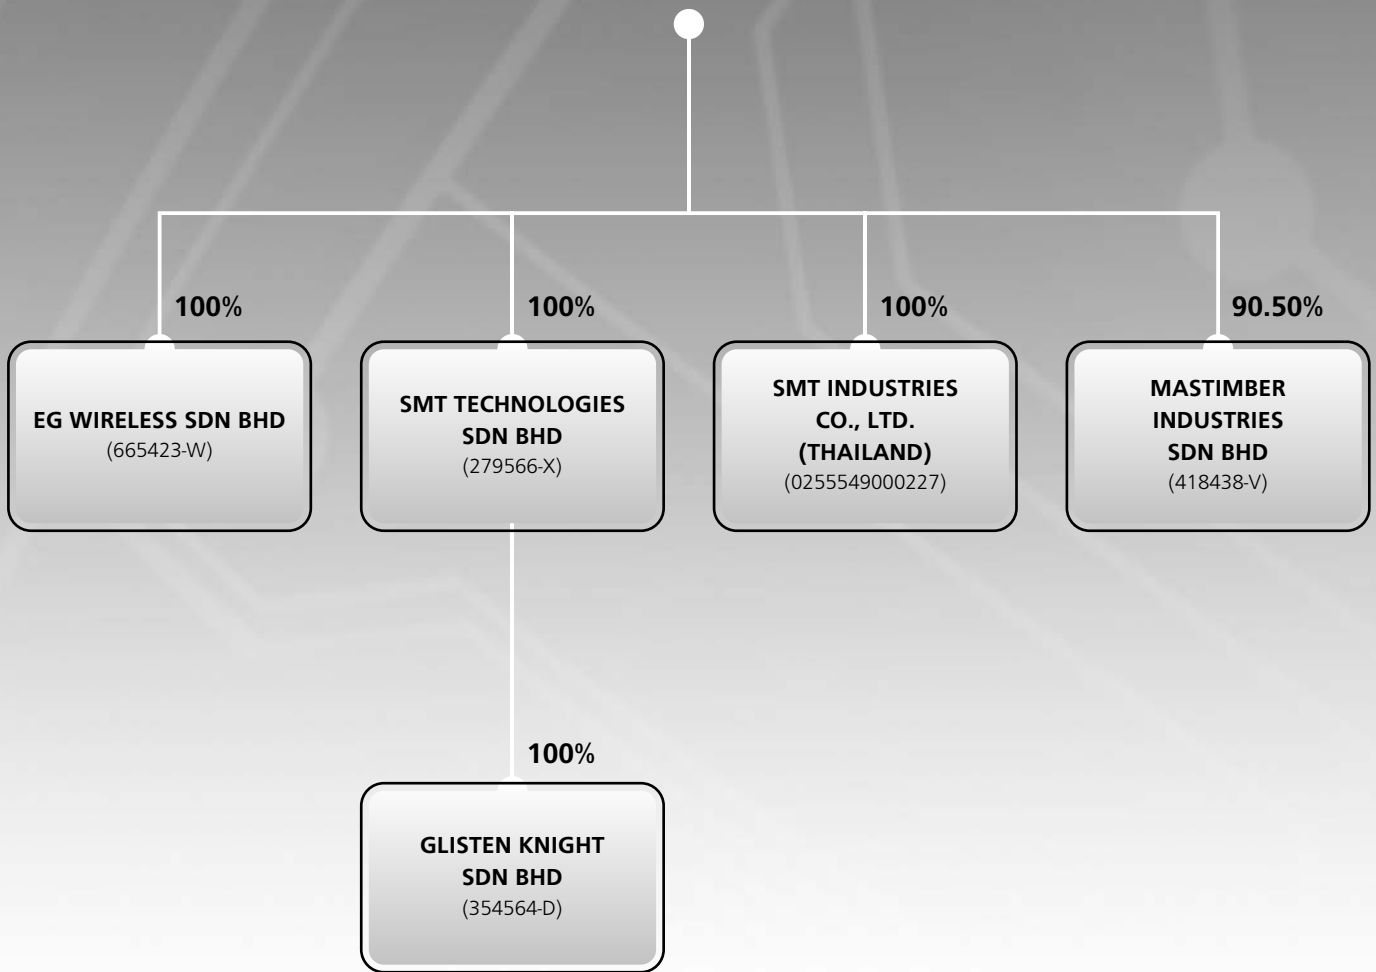 100%
100%
100%
90.50%
EG WIRELESS SDN BHD
(665423-W)
SMT TECHNOLOGIES
SDN BHD
(279566-X)
SMT INDUSTRIES
CO., LTD.
(THAILAND)
(0255549000227)
MASTIMBER
INDUSTRIES
SDN BHD
(418438-V)
100%
GLISTEN KNIGHT
SDN BHD
(354564-D)